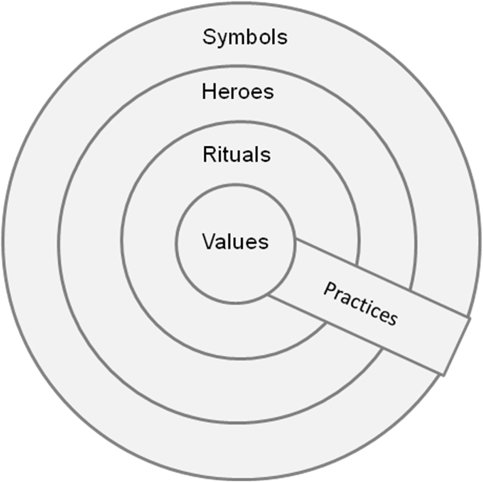 Symbols
Heroes
Rituals
Values
Practices